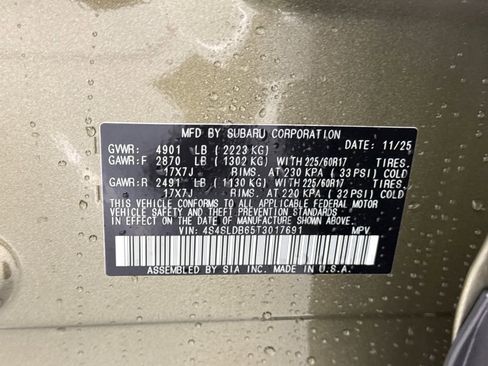 MFD BY SUBARU CORPORATION
GVWR: 4901 LB ( 2223 KG) DATE: 11/25
GAWR:F 2870 LB ( 1302 KG) WITH 225/60R17 TIRES,
17X7J RIMS, AT 230 KPA ( 33 PSI) COLD
GAWR:R 2491 LB ( 1130 KG) WITH 225/60R17 TIRES,
17X7J RIMS, AT 220 KPA ( 32 PSI) COLD
THIS VEHICLE CONFORMS TO ALL APPLICABLE FEDERAL MOTOR
VEHICLE SAFETY, BUMPER, AND THEFT PREVENTION STANDARDS
IN EFFECT ON THE DATE OF MANUFACTURE SHOWN ABOVE.
VIN: 4S4SLDB65T3017691 MPV
ASSEMBLED BY SIA INC. MADE IN U.S.A.